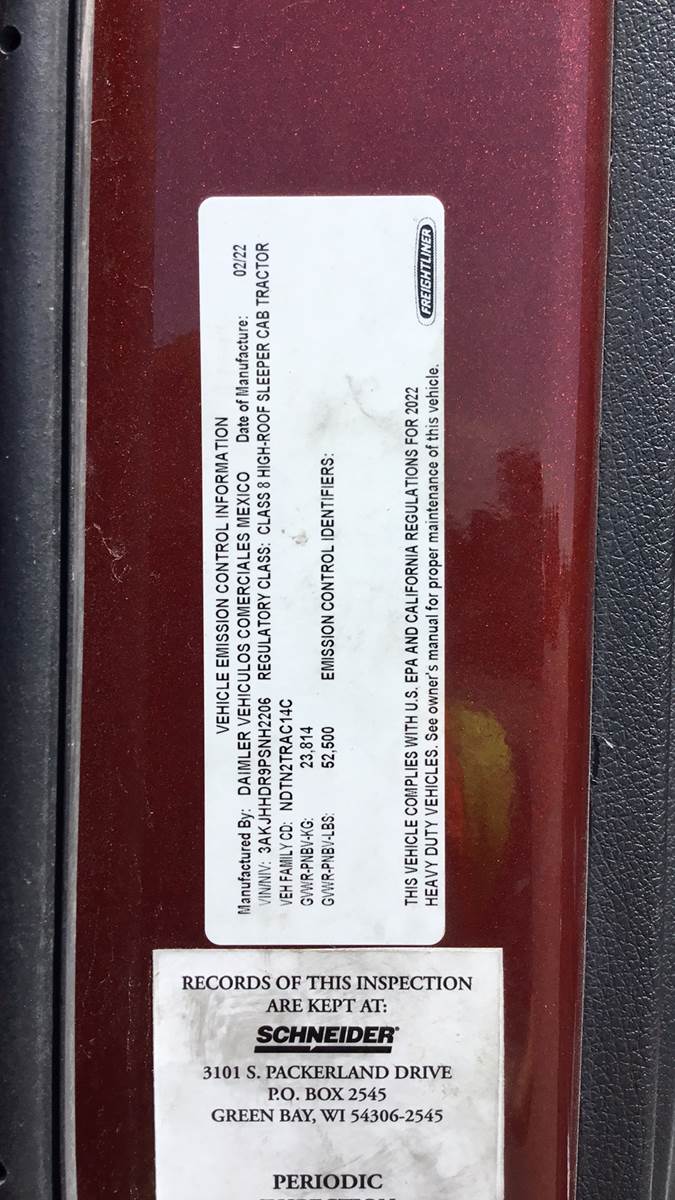 VEHICLE EMISSION CONTROL INFORMATION
Manufactured By: DAIMLER VEHICULOS COMERCIALES MEXICO Date of Manufacture: 02/22
VIN/NIV: 3AKJHHDR9PSNH2206 REGULATORY CLASS: CLASS 8 HIGH-ROOF SLEEPER CAB TRACTOR
VEH FAMILY CD: NDTN2TRAC14C
GVWR-PNBV-KG: 23,814
GVWR-PNBV-LBS: 52,500 EMISSION CONTROL IDENTIFIERS:
THIS VEHICLE COMPLIES WITH U.S. EPA AND CALIFORNIA REGULATIONS FOR 2022
HEAVY DUTY VEHICLES. See owner's manual for proper maintenance of this vehicle.
FREIGHTLINER
RECORDS OF THIS INSPECTION
ARE KEPT AT:
SCHNEIDER®
3101 S. PACKERLAND DRIVE
P.O. BOX 2545
GREEN BAY, WI 54306-2545
PERIODIC